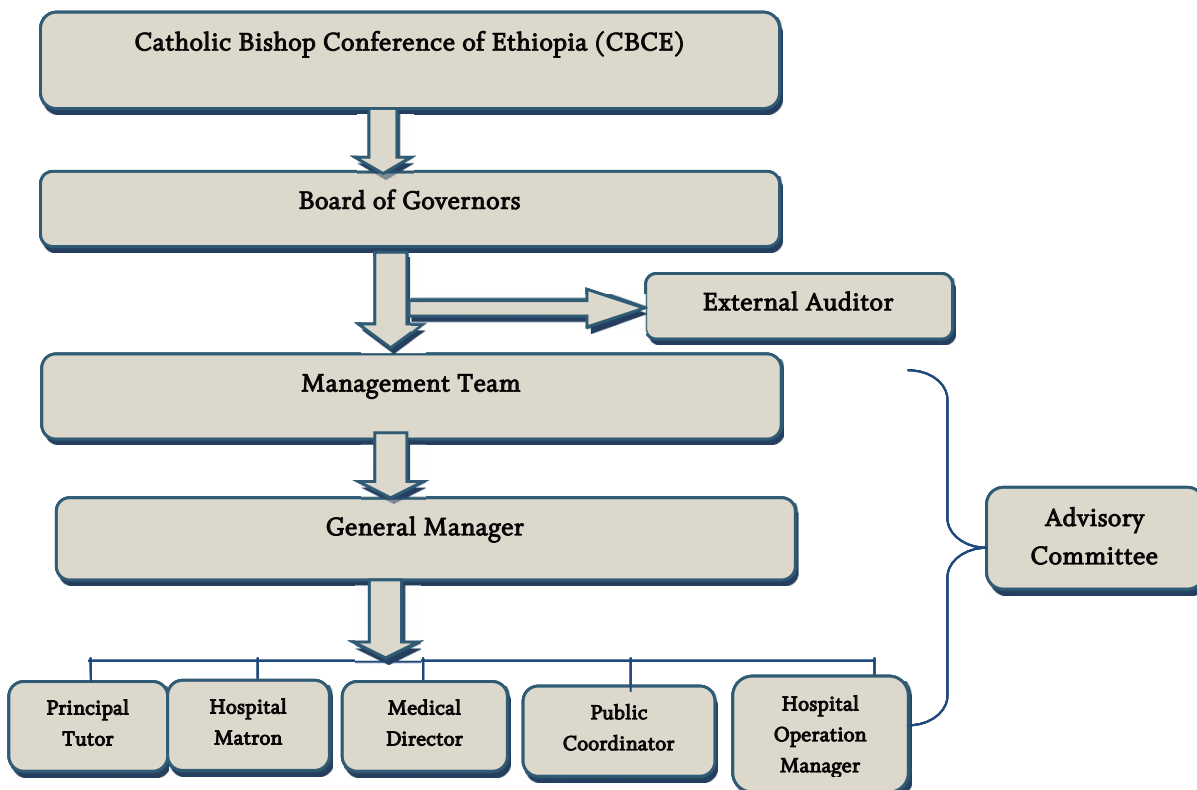 Catholic Bishop Conference of Ethiopia (CBCE)
Board of Governors
External Auditor
Management Team
General Manager
Advisory
Committee
Principal
Tutor
Hospital
Matron
Medical
Director
Public
Coordinator
Hospital
Operation
Manager